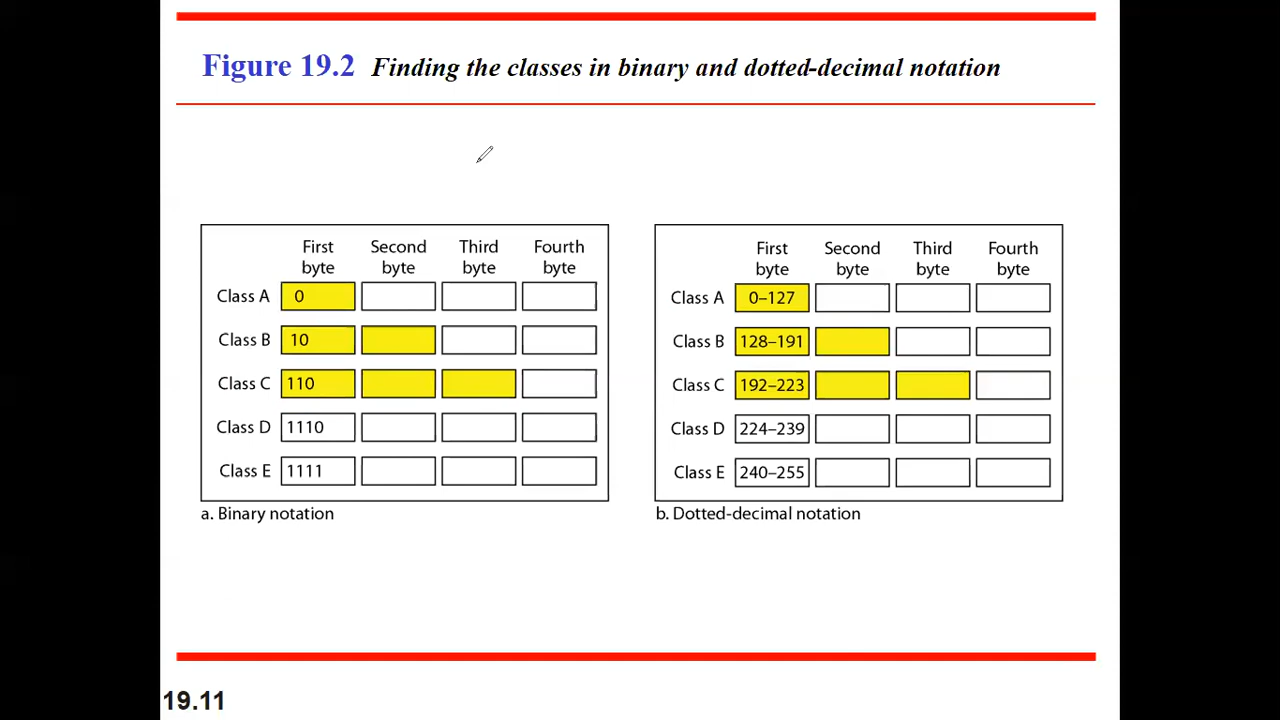 Figure 19.2 Finding the classes in binary and dotted-decimal notation
First byte Second byte Third byte Fourth byte
Class A 0
Class B 10
Class C 110
Class D 1110
Class E 1111
a. Binary notation
First byte Second byte Third byte Fourth byte
Class A 0–127
Class B 128–191
Class C 192–223
Class D 224–239
Class E 240–255
b. Dotted-decimal notation
19.11